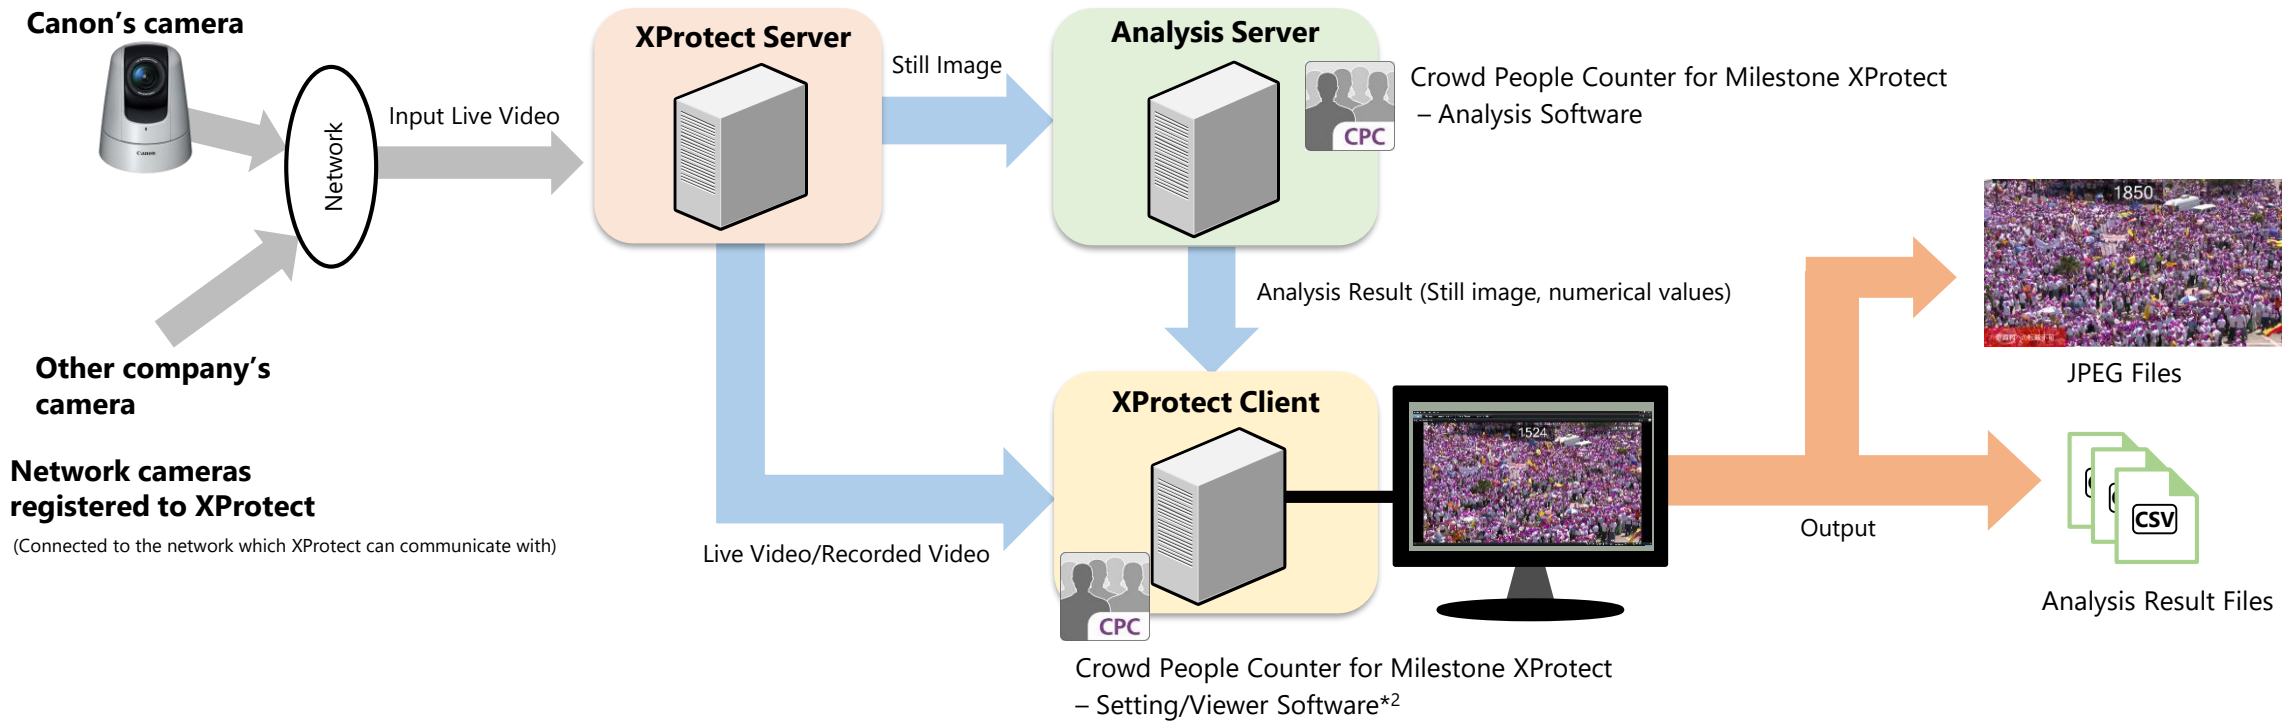 Canon's camera
Canon
Network
Input Live Video
XProtect Server
Still Image
Analysis Server
CPC
Crowd People Counter for Milestone XProtect
– Analysis Software
Other company's
camera
Network cameras
registered to XProtect
(Connected to the network which XProtect can communicate with)
Live Video/Recorded Video
Analysis Result (Still image, numerical values)
XProtect Client
1524
CPC
Crowd People Counter for Milestone XProtect
– Setting/Viewer Software*2
Output
1850
JPEG Files
CSV
Analysis Result Files